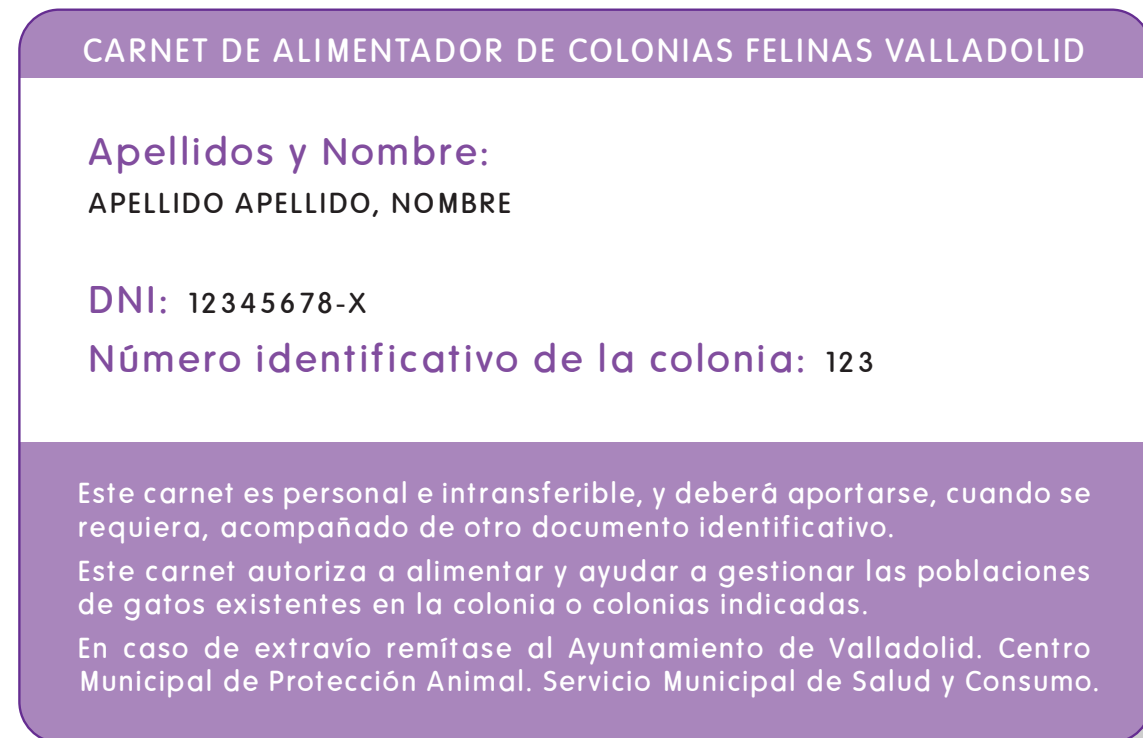 CARNET DE ALIMENTADOR DE COLONIAS FELINAS VALLADOLID
Apellidos y Nombre:
APELLIDO APELLIDO, NOMBRE
DNI: 12345678-X
Número identificativo de la colonia: 123
Este carnet es personal e intransferible, y deberá aportarse, cuando se
requiera, acompañado de otro documento identificativo.
Este carnet autoriza a alimentar y ayudar a gestionar las poblaciones
de gatos existentes en la colonia o colonias indicadas.
En caso de extravío remítase al Ayuntamiento de Valladolid. Centro
Municipal de Protección Animal. Servicio Municipal de Salud y Consumo.